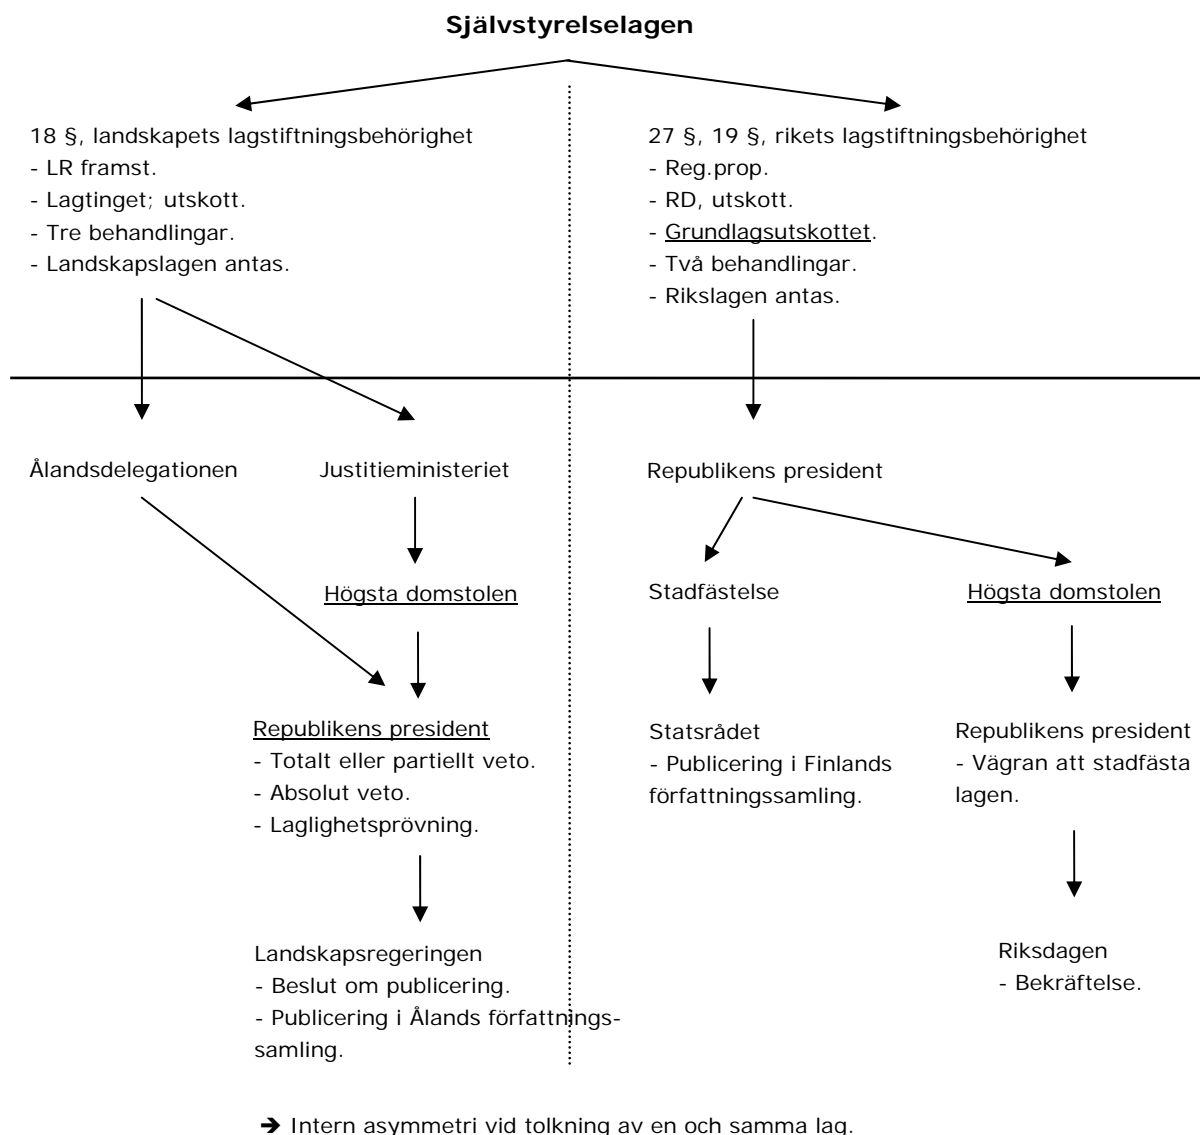 Självstyrelselagen
18 §, landskapets lagstiftningsbehörighet
- LR framst.
- Lagtinget; utskott.
- Tre behandlingar.
- Landskapslagen antas.
27 §, 19 §, rikets lagstiftningsbehörighet
- Reg.prop.
- RD, utskott.
- Grundlagsutskottet.
- Två behandlingar.
- Rikslagen antas.
Ålandsdelegationen
Justitieministeriet
Högsta domstolen
Republikens president
- Totalt eller partiellt veto.
- Absolut veto.
- Laglighetsprövning.
Landskapsregeringen
- Beslut om publicering.
- Publicering i Ålands författnings-
samling.
Republikens president
Stadfästelse
Statsrådet
- Publicering i Finlands
författningssamling.
Högsta domstolen
Republikens president
- Vägran att stadfästa
lagen.
Riksdagen
- Bekräftelse.
➔ Intern asymmetri vid tolkning av en och samma lag.